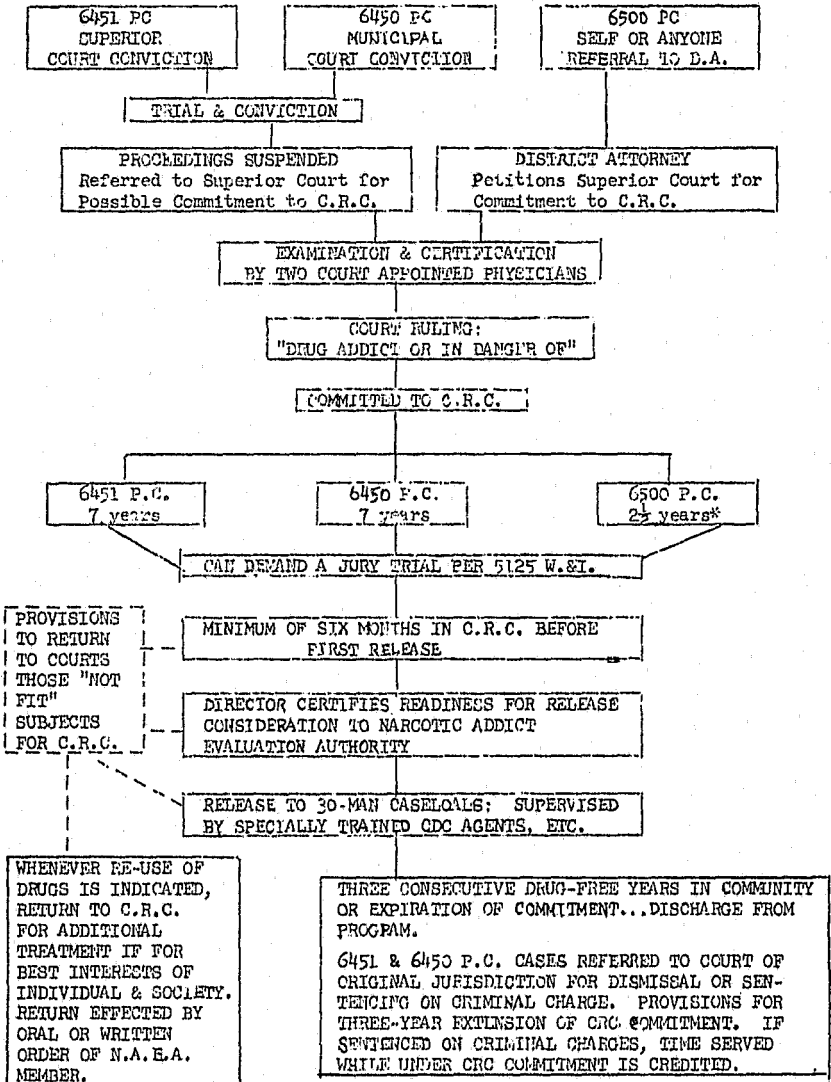 6451 PC
SUPERIOR
COURT CONVICTION
6450 PC
MUNICIPAL
COURT CONVICTION
6500 PC
SELF OR ANYONE
REFERRAL TO D.A.
TRIAL & CONVICTION
PROCEEDINGS SUSPENDED
Referred to Superior Court for
Possible Commitment to C.R.C.
DISTRICT ATTORNEY
Petitions Superior Court for
Commitment to C.R.C.
EXAMINATION & CERTIFICATION
BY TWO COURT APPOINTED PHYSICIANS
COURT RULING:
"DRUG ADDICT OR IN DANGER OF"
COMMITTED TO C.R.C.
6451 P.C.
7 years
6450 P.C.
7 years
6500 P.C.
2½ years*
CAN DEMAND A JURY TRIAL PER 5125 W.&I.
PROVISIONS
TO RETURN
TO COURTS
THOSE "NOT
FIT"
SUBJECTS
FOR C.R.C.
MINIMUM OF SIX MONTHS IN C.R.C. BEFORE
FIRST RELEASE
DIRECTOR CERTIFIES READINESS FOR RELEASE
CONSIDERATION TO NARCOTIC ADDICT
EVALUATION AUTHORITY
RELEASE TO 30-MAN CASELOADS: SUPERVISED
BY SPECIALLY TRAINED CDC AGENTS, ETC.
WHENEVER RE-USE OF
DRUGS IS INDICATED,
RETURN TO C.R.C.
FOR ADDITIONAL
TREATMENT IF FOR
BEST INTERESTS OF
INDIVIDUAL & SOCIETY.
RETURN EFFECTED BY
ORAL OR WRITTEN
ORDER OF N.A.E.A.
MEMBER.
THREE CONSECUTIVE DRUG-FREE YEARS IN COMMUNITY
OR EXPIRATION OF COMMITMENT...DISCHARGE FROM
PROGRAM.
6451 & 6450 P.C. CASES REFERRED TO COURT OF
ORIGINAL JURISDICTION FOR DISMISSAL OR SEN-
TENCING ON CRIMINAL CHARGE. PROVISIONS FOR
THREE-YEAR EXTENSION OF CRC COMMITMENT. IF
SENTENCED ON CRIMINAL CHARGES, TIME SERVED
WHILE UNDER CRC COMMITMENT IS CREDITED.